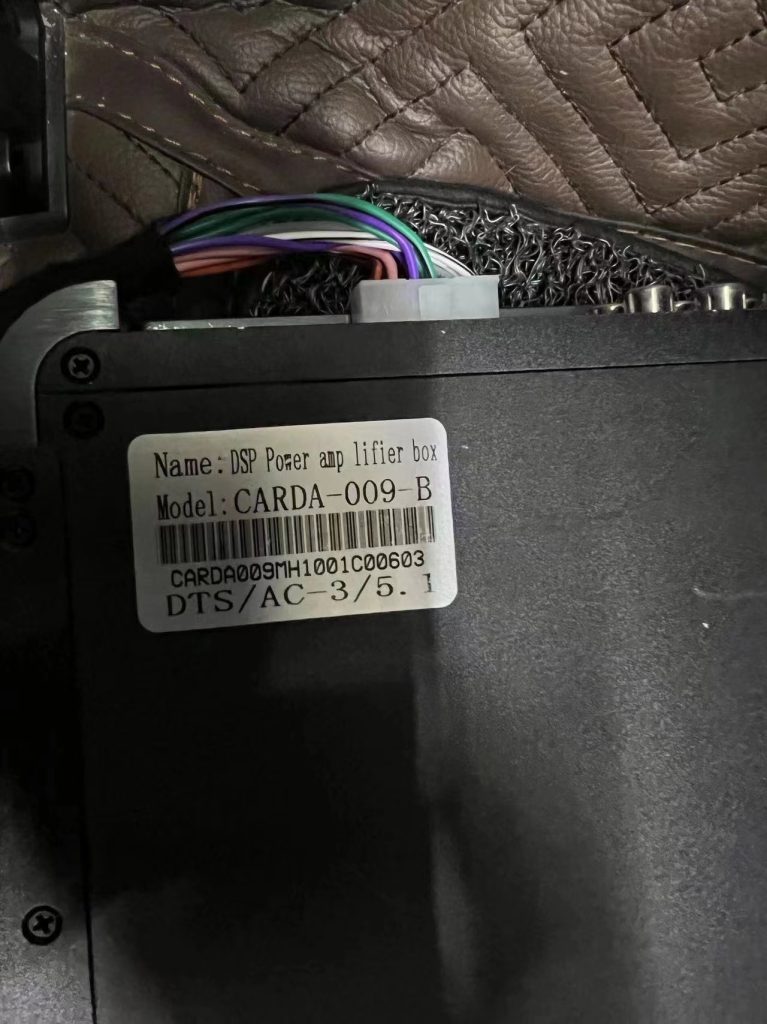 Name:DSP Power amp lifier box
Model:CARDA-009-B
CARDA009MH1001C00603
DTS/AC-3/5.1